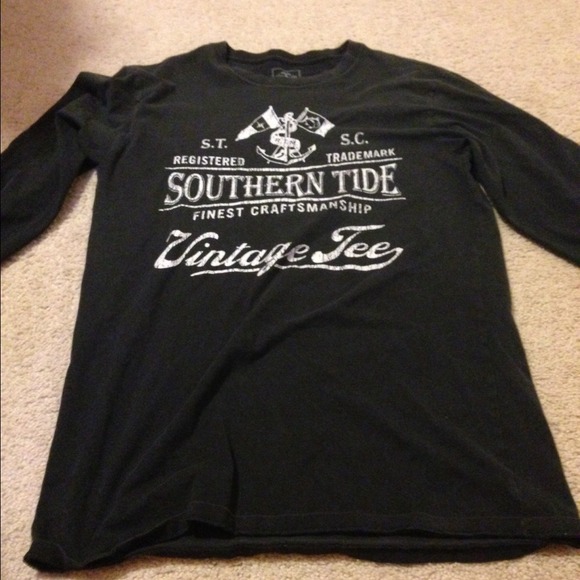 S.T. S.C.
REGISTERED TRADEMARK
SOUTHERN TIDE
FINEST CRAFTSMANSHIP
Vintage Tee